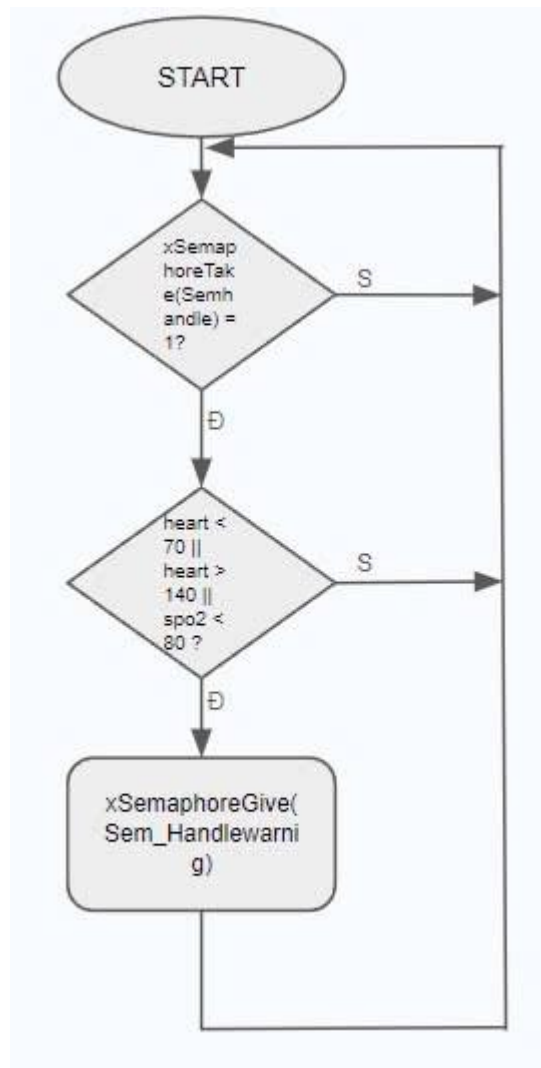 START
xSemap
horeTak
e(Semh
andle) =
1?
S
Đ
heart <
70 ||
heart >
140 ||
spo2 <
80 ?
S
Đ
xSemaphoreGive(
Sem_Handlewarni
g)